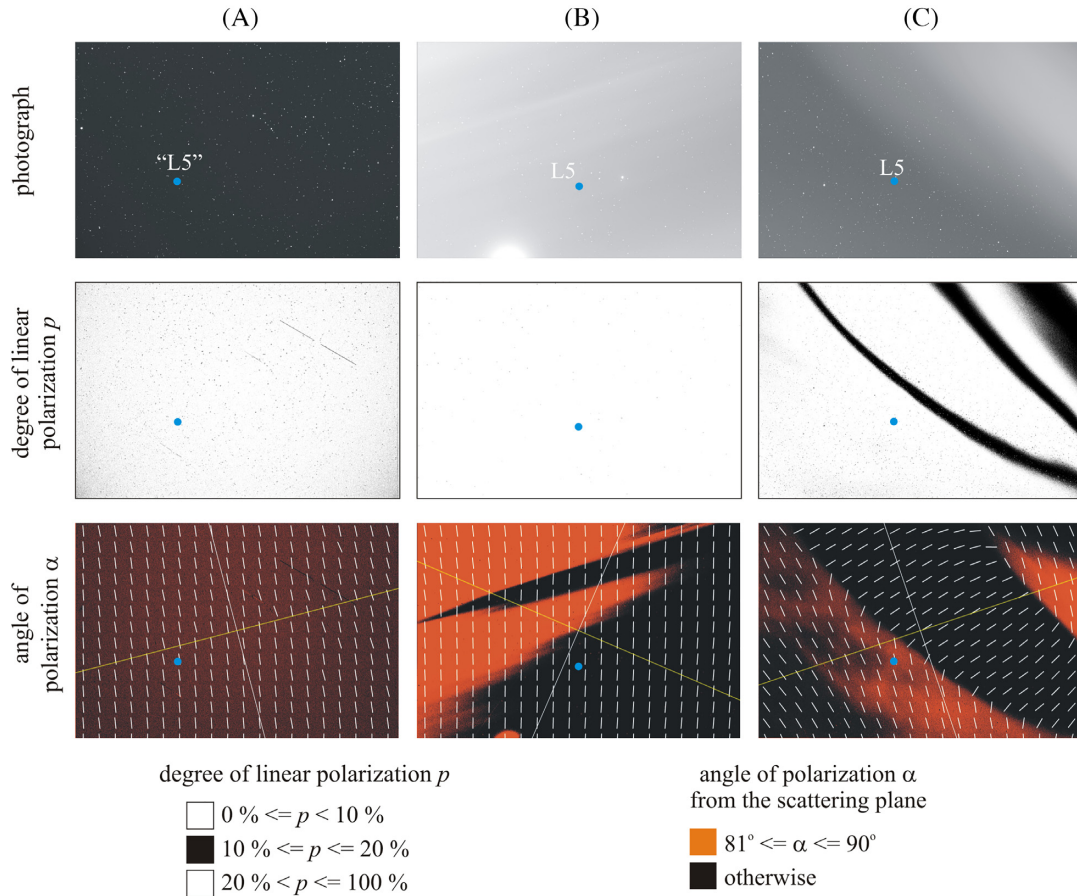 (A)
(B)
(C)
photograph
"L5"
L5
L5
degree of linear
polarization p
angle of
polarization α
degree of linear polarization p
0 % <= p < 10 %
10 % <= p <= 20 %
20 % < p <= 100 %
angle of polarization α
from the scattering plane
81° <= α <= 90°
otherwise